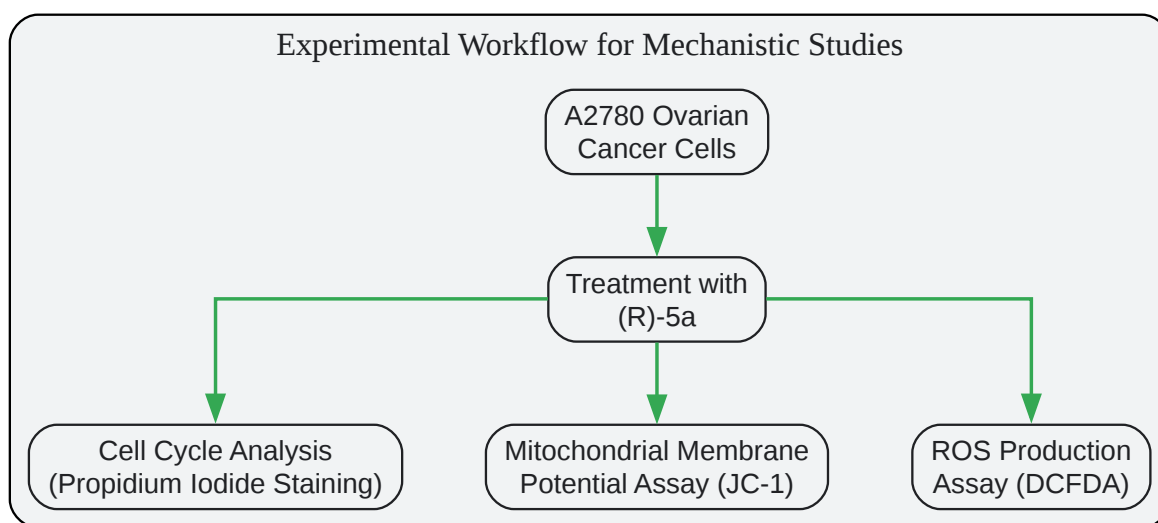 Experimental Workflow for Mechanistic Studies
A2780 Ovarian
Cancer Cells
Treatment with
(R)-5a
Cell Cycle Analysis
(Propidium Iodide Staining)
Mitochondrial Membrane
Potential Assay (JC-1)
ROS Production
Assay (DCFDA)